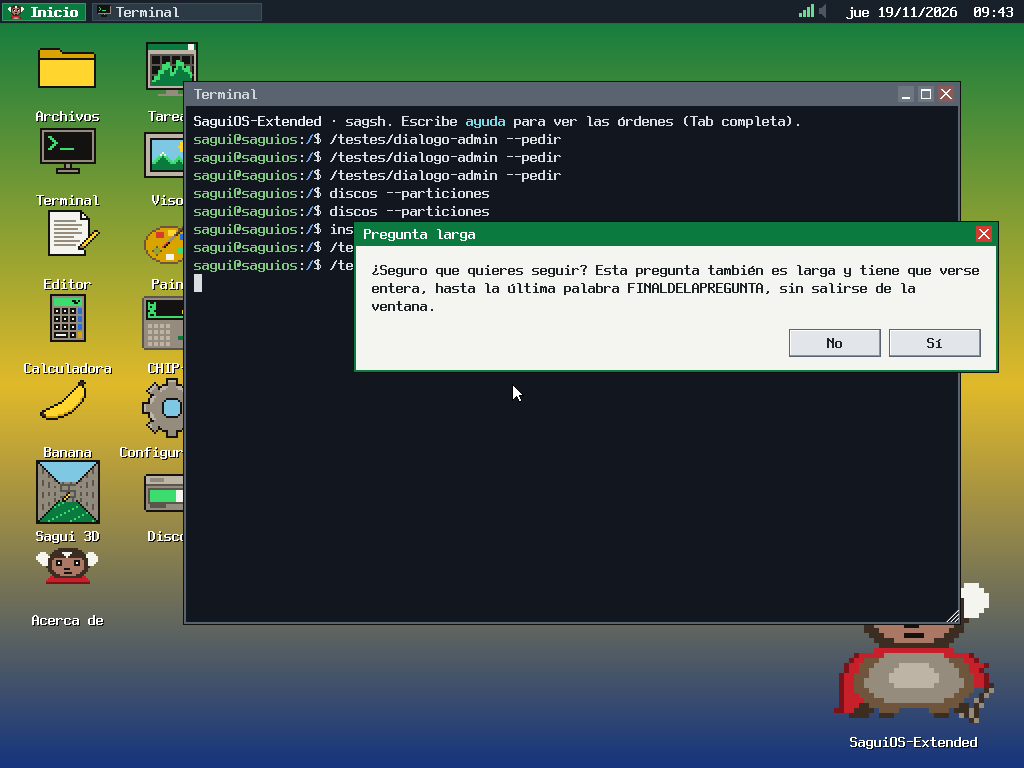 Inicio
Terminal
jue 19/11/2026 09:43
Archivos
Terminal
Editor
Calculadora
Banana
Sagui 3D
Acerca de
Terminal
SaguiOS-Extended · sagsh. Escribe ayuda para ver las órdenes (Tab completa).
sagui@saguios:/$ /testes/dialogo-admin --pedir
sagui@saguios:/$ /testes/dialogo-admin --pedir
sagui@saguios:/$ /testes/dialogo-admin --pedir
sagui@saguios:/$ discos --particiones
sagui@saguios:/$ discos --particiones
sagui@saguios:/$ ins
sagui@saguios:/$ /te
sagui@saguios:/$ /te
Pregunta larga
¿Seguro que quieres seguir? Esta pregunta también es larga y tiene que verse
entera, hasta la última palabra FINALDELAPREGUNTA, sin salirse de la
ventana.
No
Sí
SaguiOS-Extended